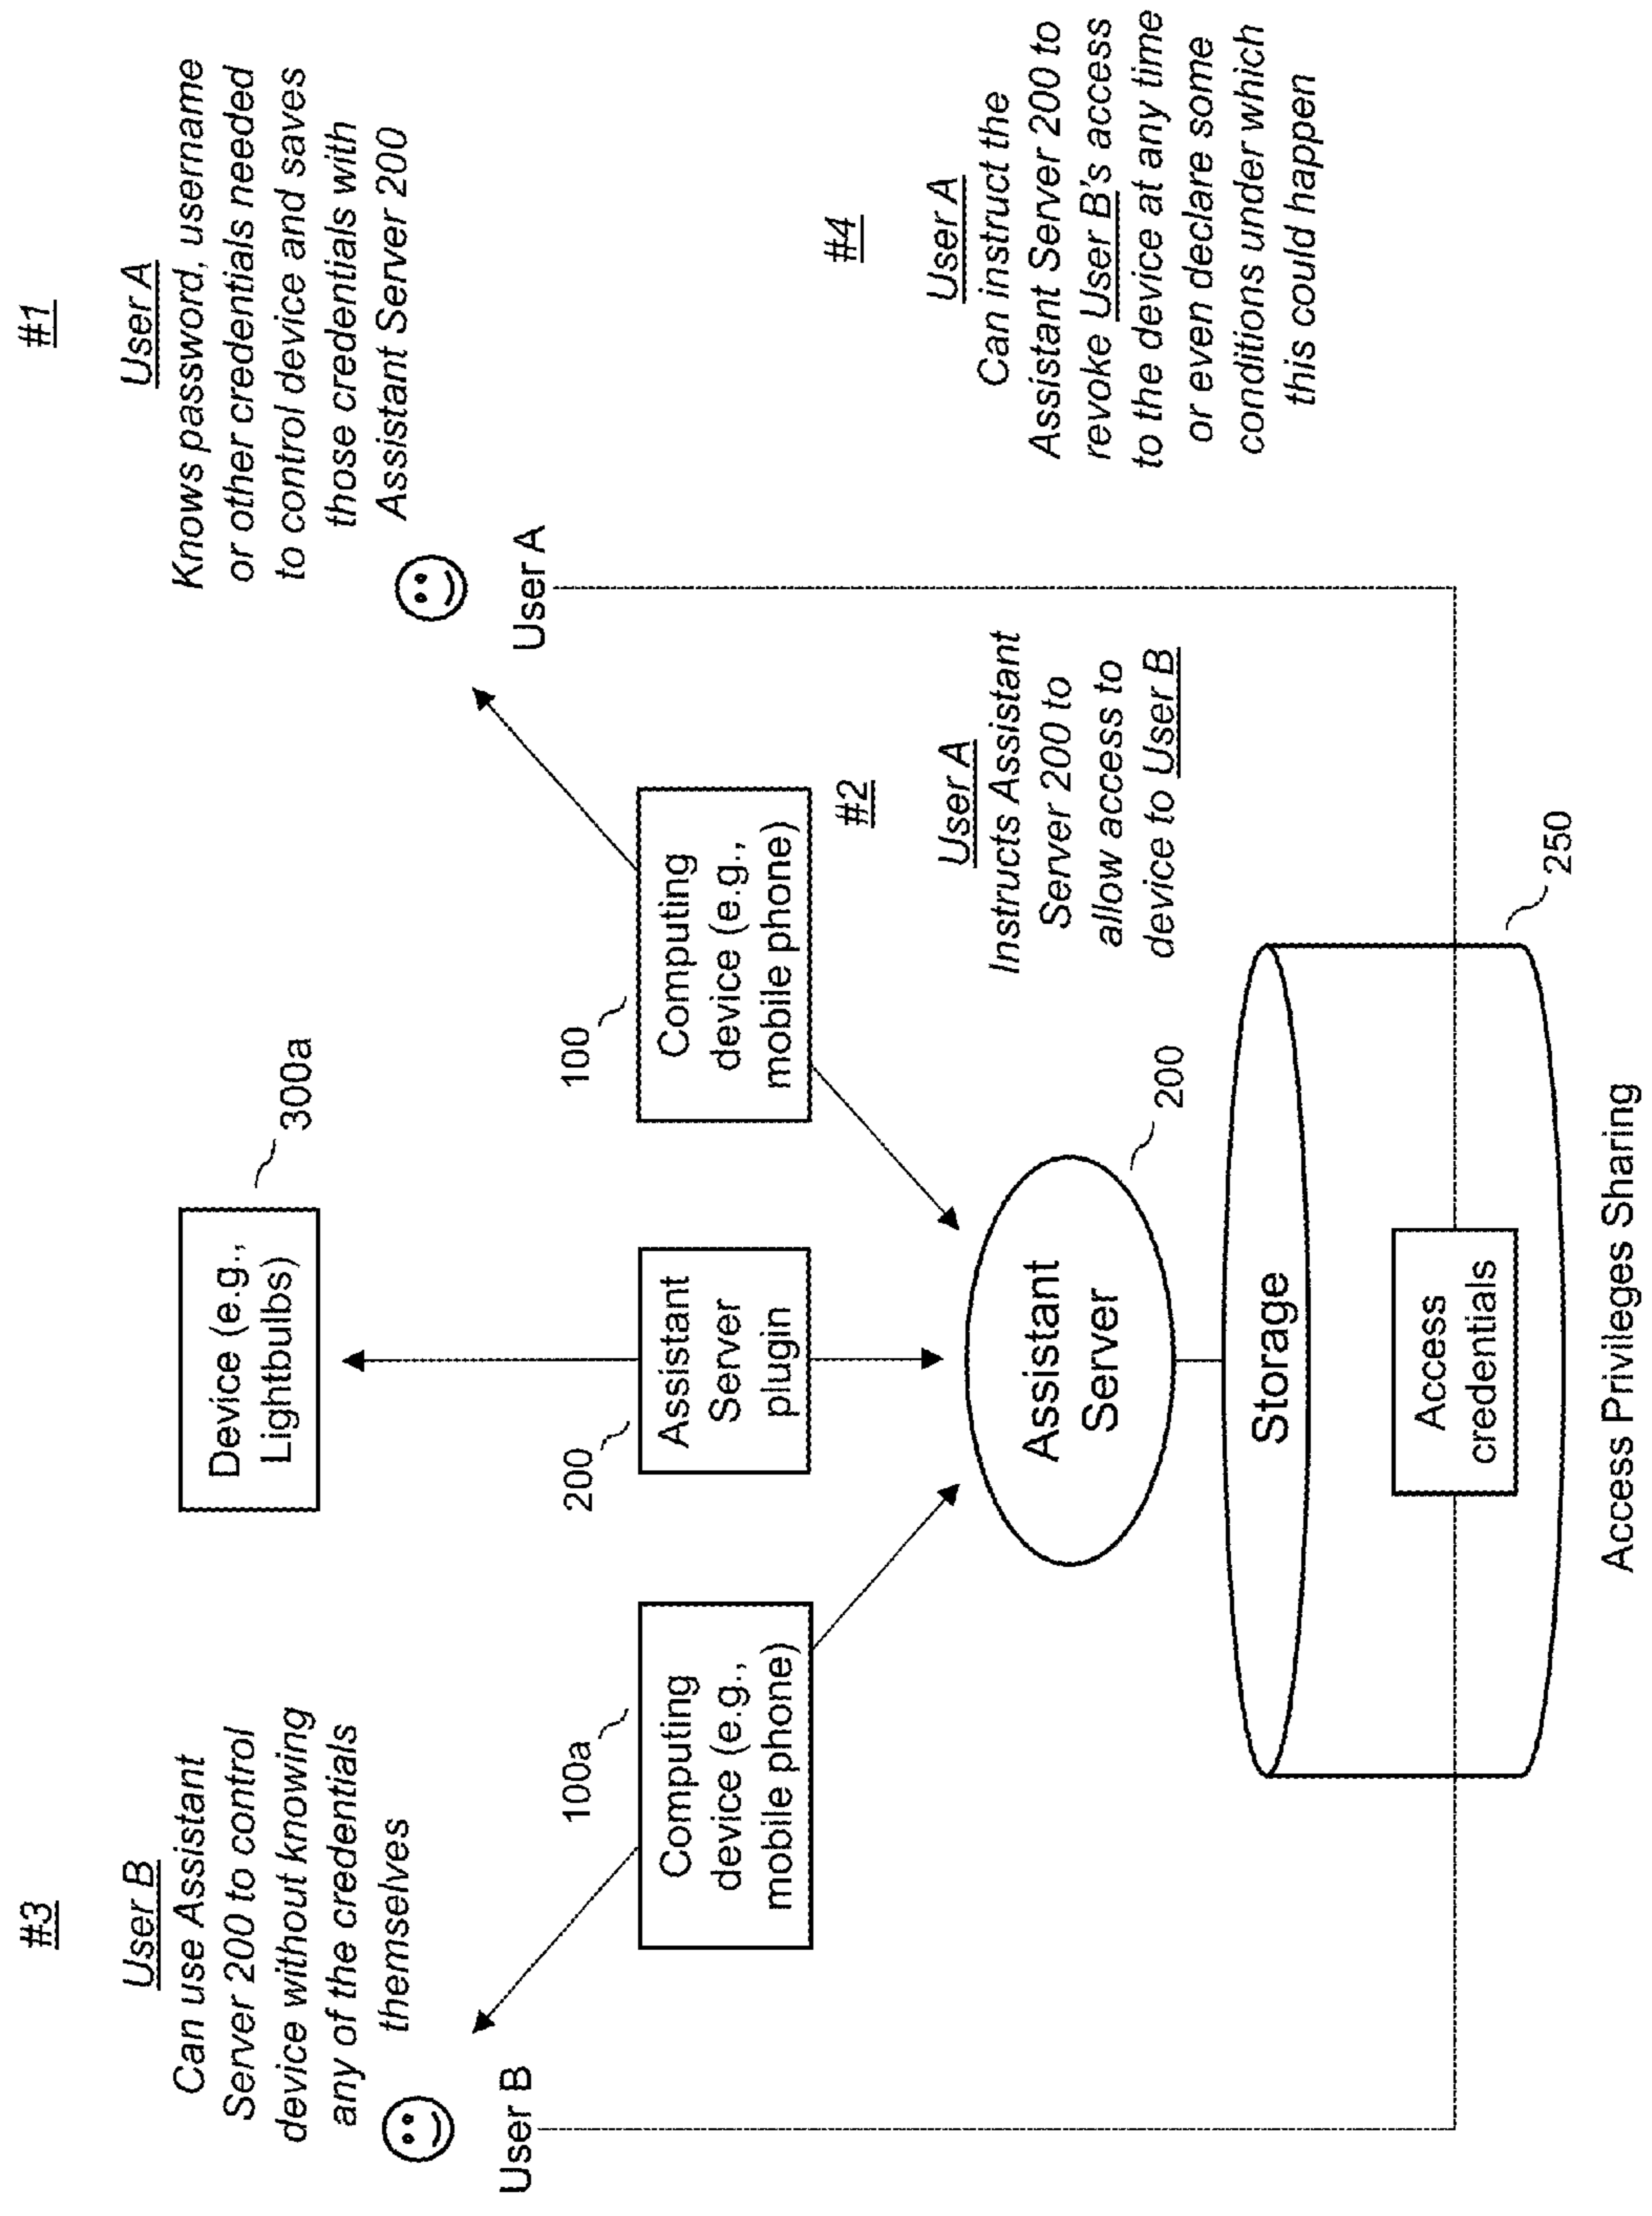 #3
User B
Can use Assistant
Server 200 to control
device without knowing
any of the credentials
themselves
User B
#1
User A
Knows password, username
or other credentials needed
to control device and saves
those credentials with
Assistant Server 200
User A
Device (e.g.,
Lightbulbs)
300a
100a
Computing
device (e.g.,
mobile phone)
200
Assistant
Server
plugin
100
Computing
device (e.g.,
mobile phone)
#2
User A
Instructs Assistant
Server 200 to
allow access to
device to User B
#4
User A
Can instruct the
Assistant Server 200 to
revoke User B's access
to the device at any time
or even declare some
conditions under which
this could happen
Assistant
Server
200
Storage
250
Access
credentials
Access Privileges Sharing